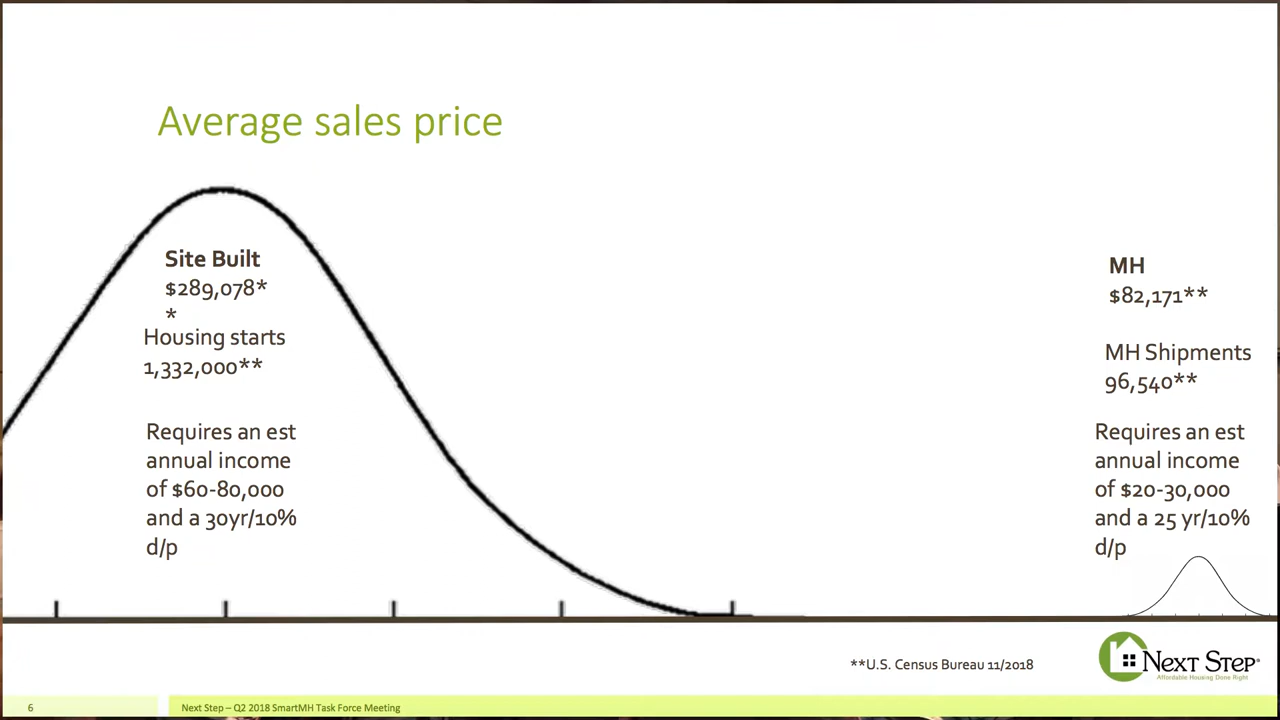 Average sales price
Site Built
$289,078*
*
Housing starts
1,332,000**
Requires an est
annual income
of $60-80,000
and a 30yr/10%
d/p
MH
$82,171**
MH Shipments
96,540**
Requires an est
annual income
of $20-30,000
and a 25 yr/10%
d/p
**U.S. Census Bureau 11/2018
NEXT STEP®
Affordable Housing Done Right
6
Next Step – Q2 2018 SmartMH Task Force Meeting